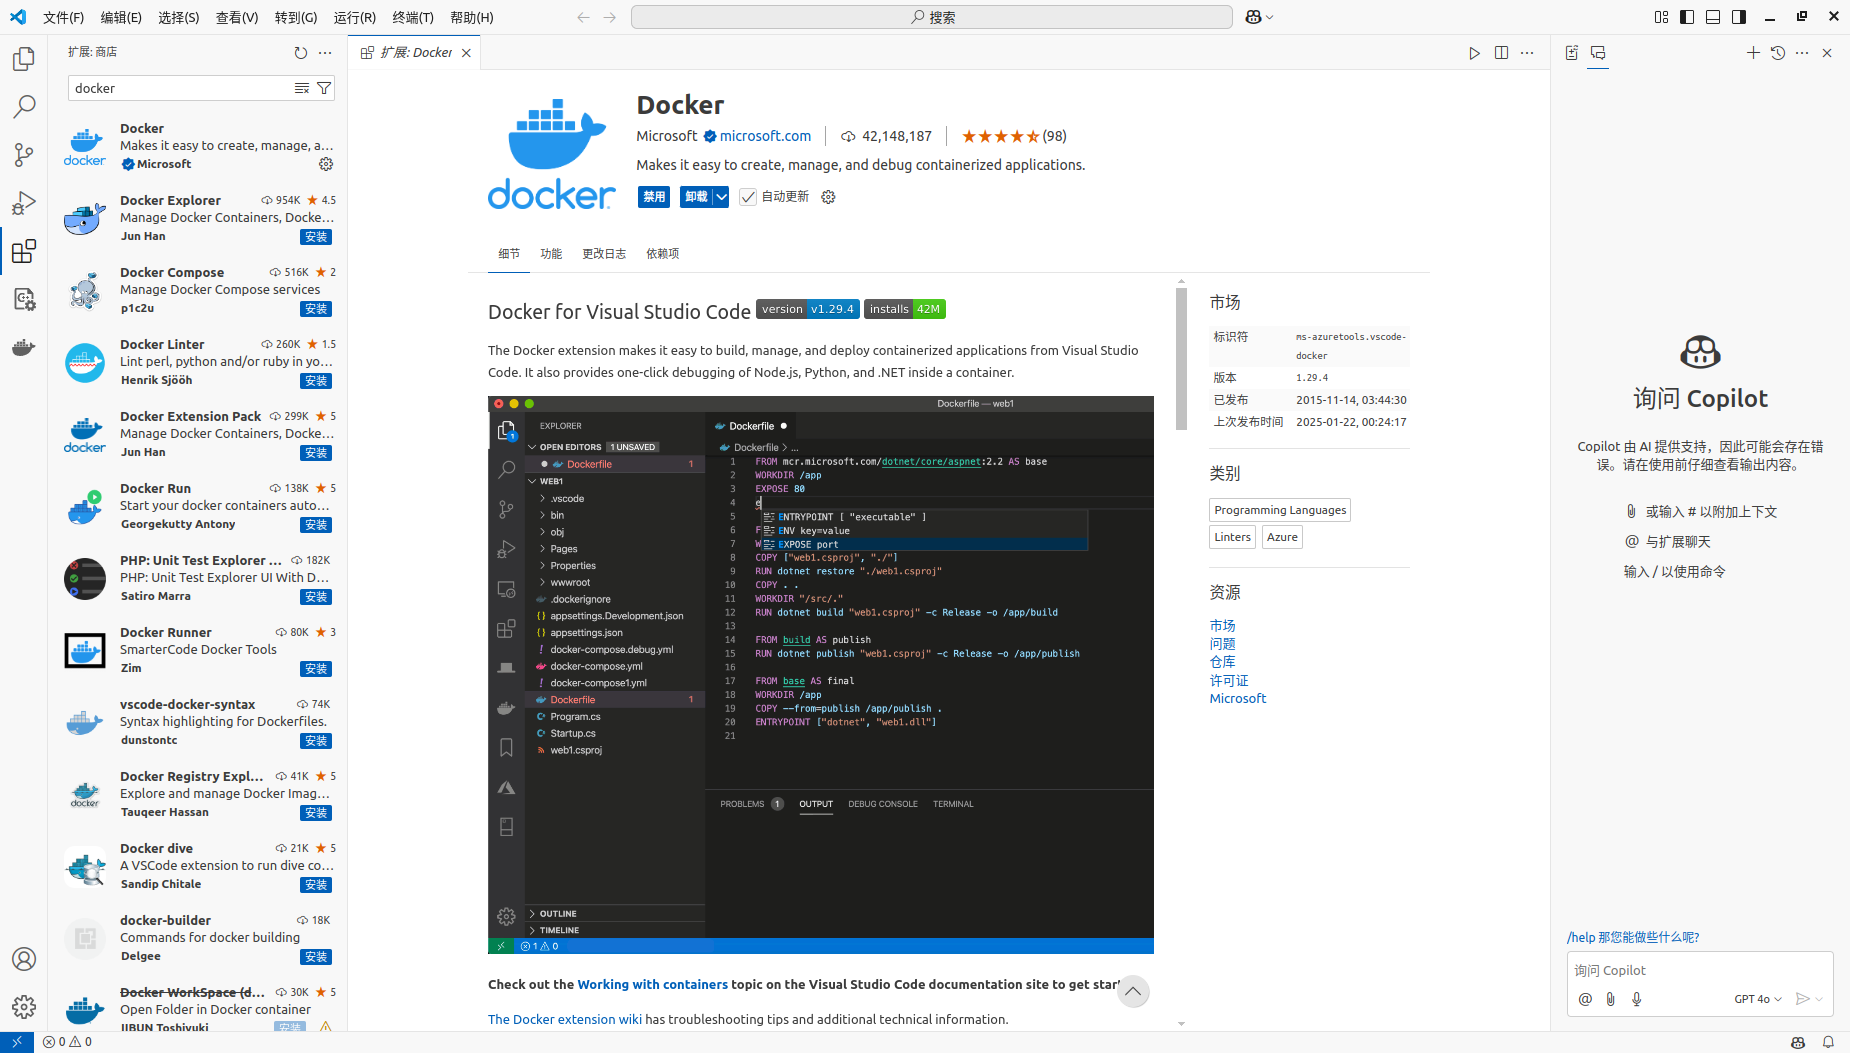 文件(F) 编辑(E) 选择(S) 查看(V) 转到(G) 运行(R) 终端(T) 帮助(H)
搜索
扩展: 商店
docker
Docker
Makes it easy to create, manage, a...
Microsoft
Docker Explorer 954K 4.5
Manage Docker Containers, Docke...
Jun Han 安装
Docker Compose 516K 2
Manage Docker Compose services
p1c2u 安装
Docker Linter 260K 1.5
Lint perl, python and/or ruby in yo...
Henrik Sjööh 安装
Docker Extension Pack 299K 5
Manage Docker Containers, Docke...
Jun Han 安装
Docker Run 138K 5
Start your docker containers auto...
Georgekutty Antony 安装
PHP: Unit Test Explorer ... 182K
PHP: Unit Test Explorer UI With D...
Satiro Marra 安装
Docker Runner 80K 3
SmarterCode Docker Tools
Zim 安装
vscode-docker-syntax 74K
Syntax highlighting for Dockerfiles.
dunstontc 安装
Docker Registry Expl... 41K 5
Explore and manage Docker Imag...
Tauqeer Hassan 安装
Docker dive 21K 5
A VSCode extension to run dive co...
Sandip Chitale 安装
docker-builder 18K
Commands for docker building
Delgee 安装
Docker WorkSpace (d... 30K 5
Open Folder in Docker container
JIBUN Toshiyuki 安装
扩展: Docker
docker
Docker
Microsoft microsoft.com 42,148,187 (98)
Makes it easy to create, manage, and debug containerized applications.
禁用 卸载 自动更新
细节 功能 更改日志 依赖项
Docker for Visual Studio Code version v1.29.4 installs 42M
The Docker extension makes it easy to build, manage, and deploy containerized applications from Visual Studio
Code. It also provides one-click debugging of Node.js, Python, and .NET inside a container.
Dockerfile — web1
EXPLORER
OPEN EDITORS 1 UNSAVED
Dockerfile 1
WEB1
.vscode
bin
obj
Pages
Properties
wwwroot
.dockerignore
appsettings.Development.json
appsettings.json
docker-compose.debug.yml
docker-compose.yml
docker-compose1.yml
Dockerfile 1
Program.cs
Startup.cs
web1.csproj
OUTLINE
TIMELINE
1 0
Dockerfile
Dockerfile > ...
1 FROM mcr.microsoft.com/dotnet/core/aspnet:2.2 AS base
2 WORKDIR /app
3 EXPOSE 80
4 e
5 ENTRYPOINT [ "executable" ]
6 F ENV key=value
7 W EXPOSE port
8 COPY ["web1.csproj", "./"]
9 RUN dotnet restore "./web1.csproj"
10 COPY . .
11 WORKDIR "/src/."
12 RUN dotnet build "web1.csproj" -c Release -o /app/build
13
14 FROM build AS publish
15 RUN dotnet publish "web1.csproj" -c Release -o /app/publish
16
17 FROM base AS final
18 WORKDIR /app
19 COPY --from=publish /app/publish .
20 ENTRYPOINT ["dotnet", "web1.dll"]
21
PROBLEMS 1 OUTPUT DEBUG CONSOLE TERMINAL
Check out the Working with containers topic on the Visual Studio Code documentation site to get start
The Docker extension wiki has troubleshooting tips and additional technical information.
市场
标识符 ms-azuretools.vscode-
docker
版本 1.29.4
已发布 2015-11-14, 03:44:30
上次发布时间 2025-01-22, 00:24:17
类别
Programming Languages
Linters Azure
资源
市场
问题
仓库
许可证
Microsoft
询问 Copilot
Copilot 由 AI 提供支持，因此可能会存在错
误。请在使用前仔细查看输出内容。
或输入 # 以附加上下文
@ 与扩展聊天
输入 / 以使用命令
/help 那您能做些什么呢?
询问 Copilot
@ GPT 4o
0 0